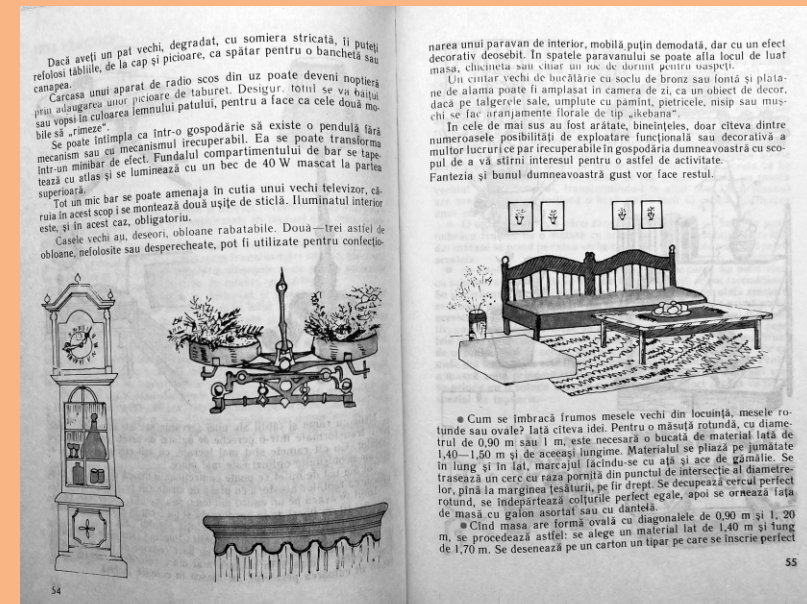 Dacă aveți un pat vechi, degradat, cu somiera stricată, îi puteți
refolosi tăbliile, de la cap și picioare, ca spătar pentru o banchetă sau
canapea.
Carcasa unui aparat de radio scos din uz poate deveni noptieră
prin adăugarea unor picioare de taburet. Desigur, totul se va băițui
sau vopsi în culoarea lemnului patului, pentru a face ca cele două mo-
bile să „rimeze".
Se poate întîmpla ca într-o gospodărie să existe o pendulă fără
mecanism sau cu mecanismul irecuperabil. Ea se poate transforma
într-un minibar de efect. Fundalul compartimentului de bar se tape-
tează cu atlas și se luminează cu un bec de 40 W mascat la partea
superioară.
Tot un mic bar se poate amenaja în cutia unui vechi televizor, că-
ruia în acest scop i se montează două ușițe de sticlă. Iluminatul interior
este, și în acest caz, obligatoriu.
Casele vechi au, deseori, obloane rabatabile. Două—trei astfel de
obloane, nefolosite sau desperecheate, pot fi utilizate pentru confecțio-
54
narea unui paravan de interior, mobilă puțin demodată, dar cu un efect
decorativ deosebit. În spatele paravanului se poate afla locul de luat
masa, chicineta sau chiar un loc de dormit pentru oaspeți.
Un cîntar vechi de bucătărie cu soclu de bronz sau fontă și plata-
ne de alamă poate fi amplasat în camera de zi, ca un obiect de decor,
dacă pe talgerele sale, umplute cu pămînt, pietricele, nisip sau muș-
chi se fac aranjamente florale de tip „ikebana".
În cele de mai sus au fost arătate, bineînțeles, doar cîteva dintre
numeroasele posibilități de exploatare funcțională sau decorativă a
multor lucruri ce par irecuperabile în gospodăria dumneavoastră cu sco-
pul de a vă stîrni interesul pentru o astfel de activitate.
Fantezia și bunul dumneavoastră gust vor face restul.
● Cum se îmbracă frumos mesele vechi din locuință, mesele ro-
tunde sau ovale? Iată cîteva idei. Pentru o măsuță rotundă, cu diame-
trul de 0,90 m sau 1 m, este necesară o bucată de material lată de
1,40—1,50 m și de aceeași lungime. Materialul se pliază pe jumătate
în lung și în lat, marcajul făcîndu-se cu ață și ace de gămălie. Se
trasează un cerc cu raza pornită din punctul de intersecție al diametre-
lor, pînă la marginea țesăturii, pe fir drept. Se decupează cercul perfect
rotund, se îndepărtează colțurile perfect egale, apoi se ornează fața
de masă cu galon asortat sau cu dantelă.
● Cînd masa are formă ovală cu diagonalele de 0,90 m și 1, 20
m, se procedează astfel: se alege un material lat de 1,40 m și lung
de 1,70 m. Se desenează pe un carton un tipar pe care se înscrie perfect
55